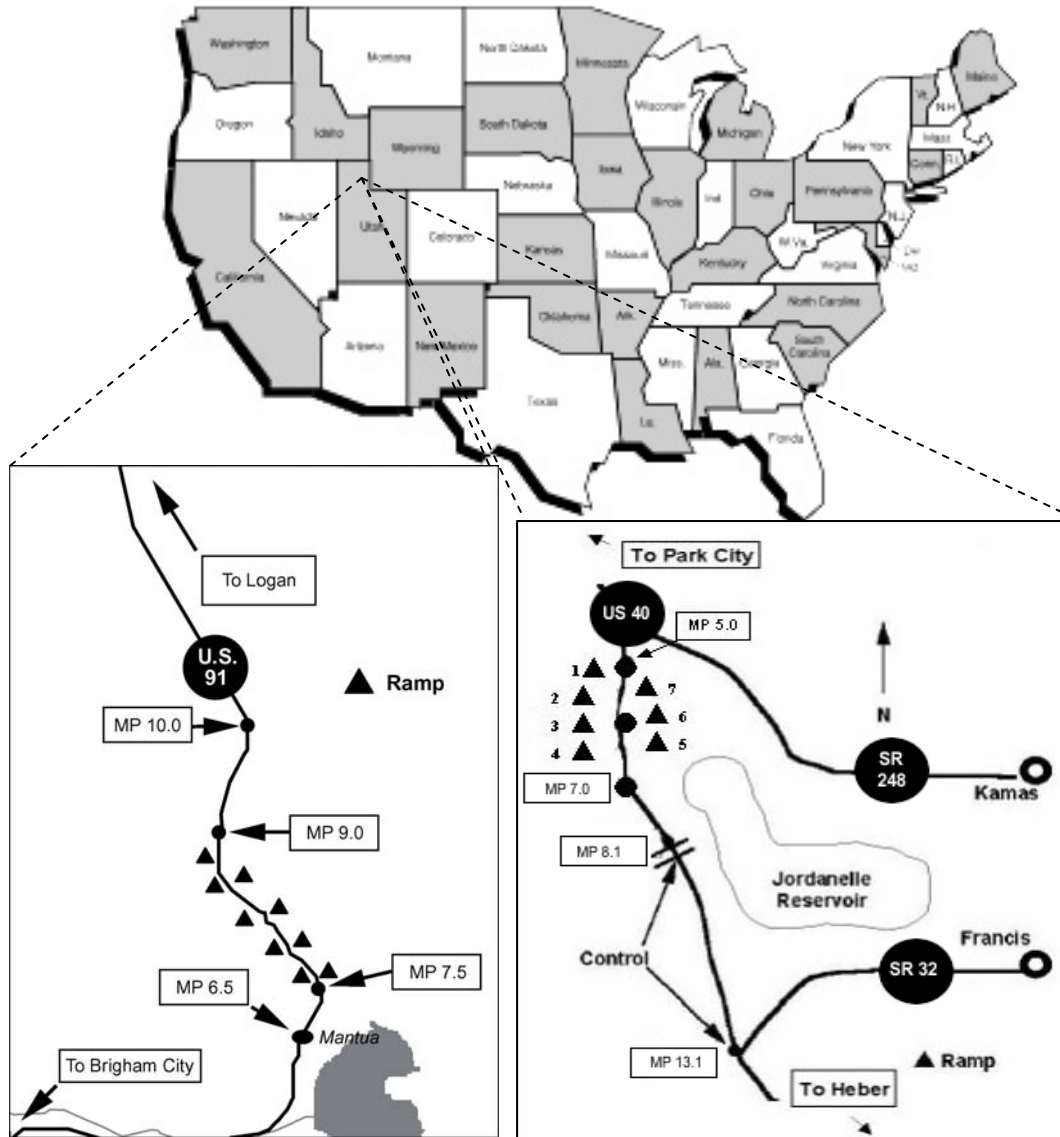 Washington
Montana
North Dakota
Minnesota
Wisconsin
Michigan
Maine
Vt.
N.H.
Mass.
New York
Conn.
R.I.
Oregon
Idaho
Wyoming
South Dakota
Iowa
Nebraska
Illinois
Ind.
Ohio
Pennsylvania
N.J.
Nevada
Utah
Colorado
Kansas
Missouri
Kentucky
W.Va.
Virginia
California
Arizona
New Mexico
Oklahoma
Ark.
Tennessee
North Carolina
South
Carolina
Texas
La.
Miss.
Ala.
Georgia
Florida
To Logan
U.S.
91
Ramp
MP 10.0
MP 9.0
MP 7.5
MP 6.5
Mantua
To Brigham City
To Park City
US 40
MP 5.0
1
2
3
4
7
6
5
N
MP 7.0
SR
248
Kamas
MP 8.1
Jordanelle
Reservoir
Control
Francis
SR 32
MP 13.1
Ramp
To Heber